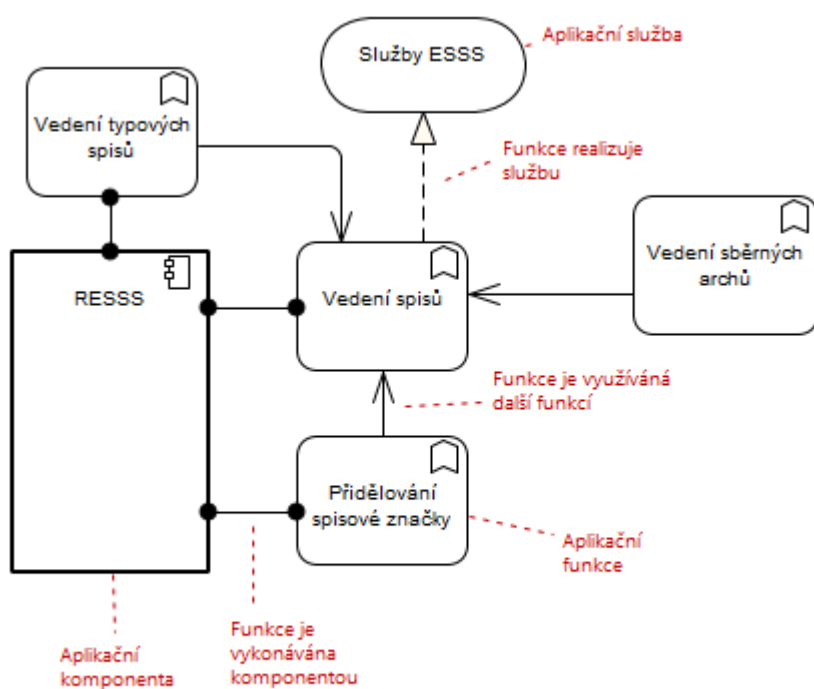 Služby ESSS
Aplikační služba
Vedení typových
spisů
Funkce realizuje
službu
Vedení sběrných
archů
RESSS
Vedení spisů
Funkce je využíváná
další funkcí
Přidělování
spisové značky
Aplikační
funkce
Aplikační
komponenta
Funkce je
vykonávána
komponentou